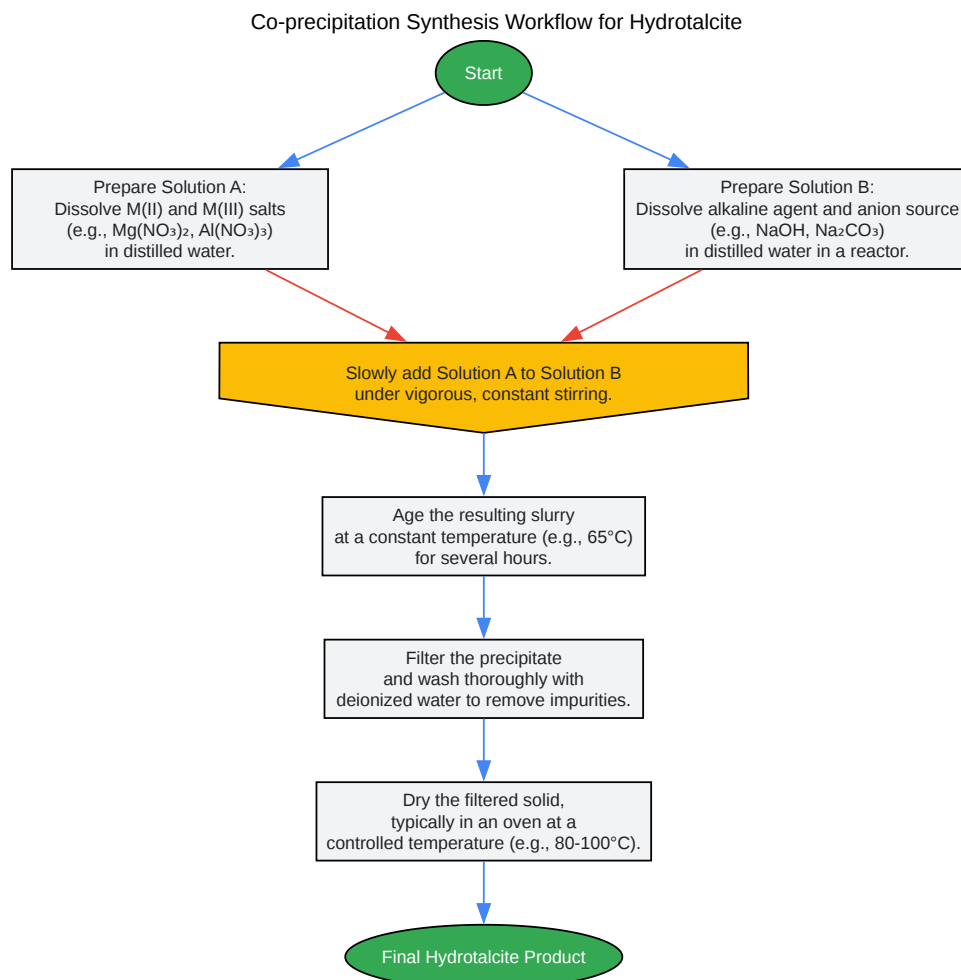 Co-precipitation Synthesis Workflow for Hydrotalcite
Start
Prepare Solution A:
Dissolve M(II) and M(III) salts
(e.g., Mg(NO₃)₂, Al(NO₃)₃)
in distilled water.
Prepare Solution B:
Dissolve alkaline agent and anion source
(e.g., NaOH, Na₂CO₃)
in distilled water in a reactor.
Slowly add Solution A to Solution B
under vigorous, constant stirring.
Age the resulting slurry
at a constant temperature (e.g., 65°C)
for several hours.
Filter the precipitate
and wash thoroughly with
deionized water to remove impurities.
Dry the filtered solid,
typically in an oven at a
controlled temperature (e.g., 80-100°C).
Final Hydrotalcite Product